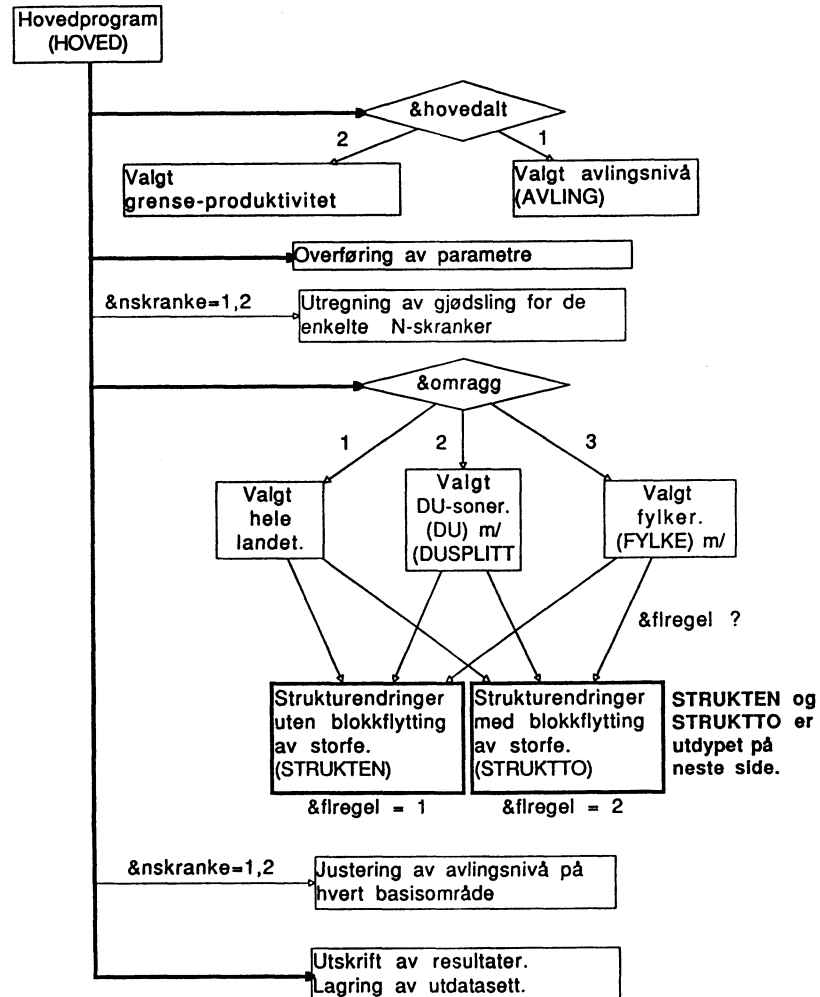 Hovedprogram
(HOVED)
&hovedalt
2
1
Valgt
grense-produktivitet
Valgt avlingsnivå
(AVLING)
Overføring av parametre
&nskranke=1,2
Utregning av gjødsling for de
enkelte N-skranker
&omragg
1
2
3
Valgt
hele
landet.
Valgt
DU-soner.
(DU) m/
(DUSPLITT
Valgt
fylker.
(FYLKE) m/
&flregel ?
Strukturendringer
uten blokkflytting
av storfe.
(STRUKTEN)
Strukturendringer
med blokkflytting
av storfe.
(STRUKTTO)
STRUKTEN og
STRUKTTO er
utdypet på
neste side.
&flregel = 1
&flregel = 2
&nskranke=1,2
Justering av avlingsnivå på
hvert basisområde
Utskrift av resultater.
Lagring av utdatasett.